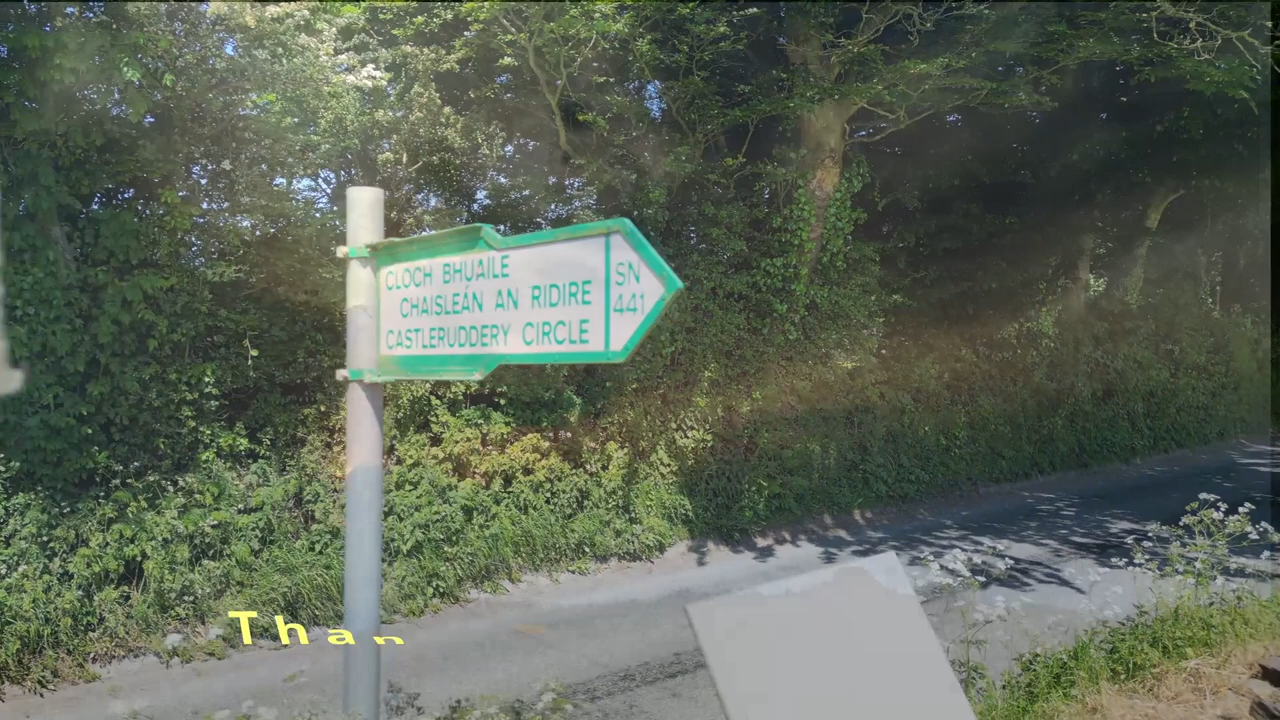 CLOCH BHUAILE
CHAISLEÁN AN RIDIRE
CASTLERUDDERY CIRCLE
SN
441
Than